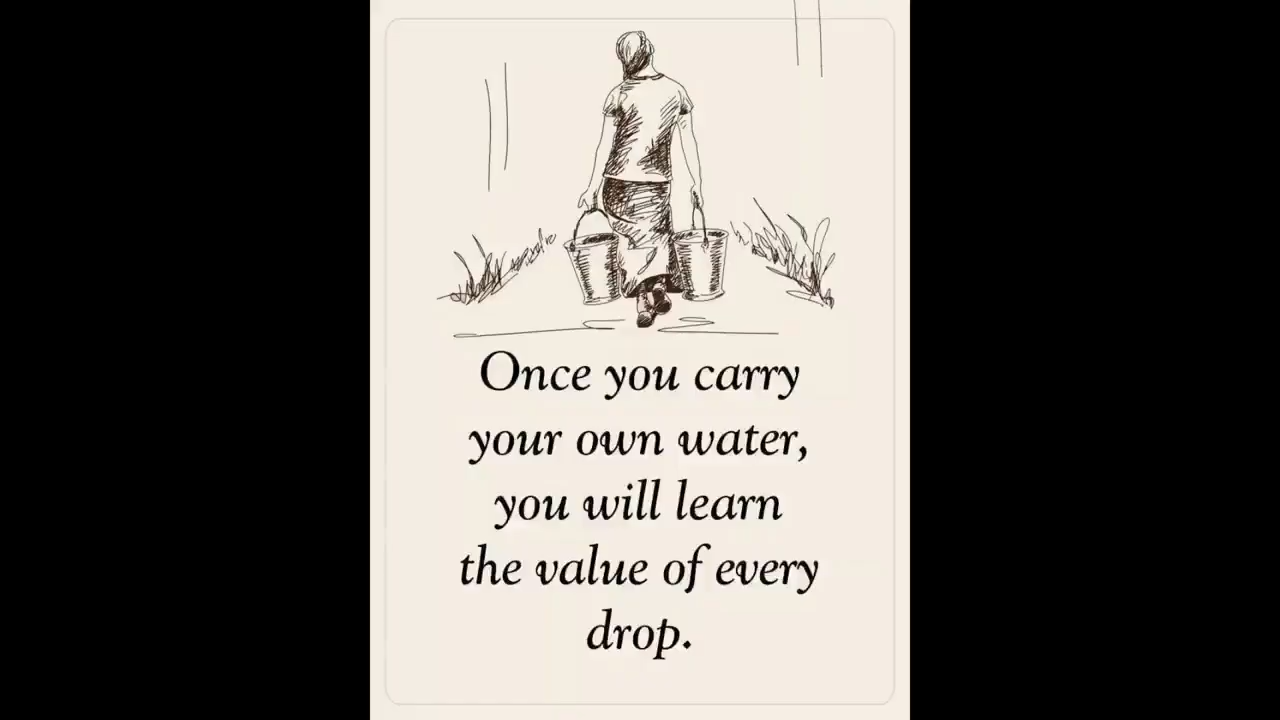 Once you carry
your own water,
you will learn
the value of every
drop.